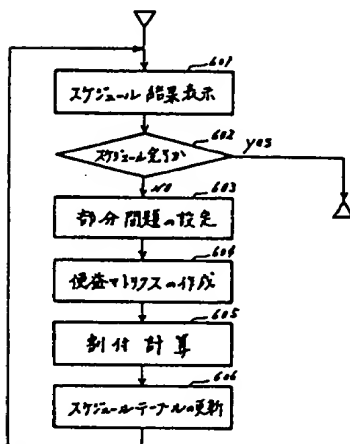 601
スケジュール結果表示
602
スケジュール完了か
yes
NO
603
部分問題の設定
604
便益マトリクスの作成
605
割付計算
606
スケジュールテーブルの更新